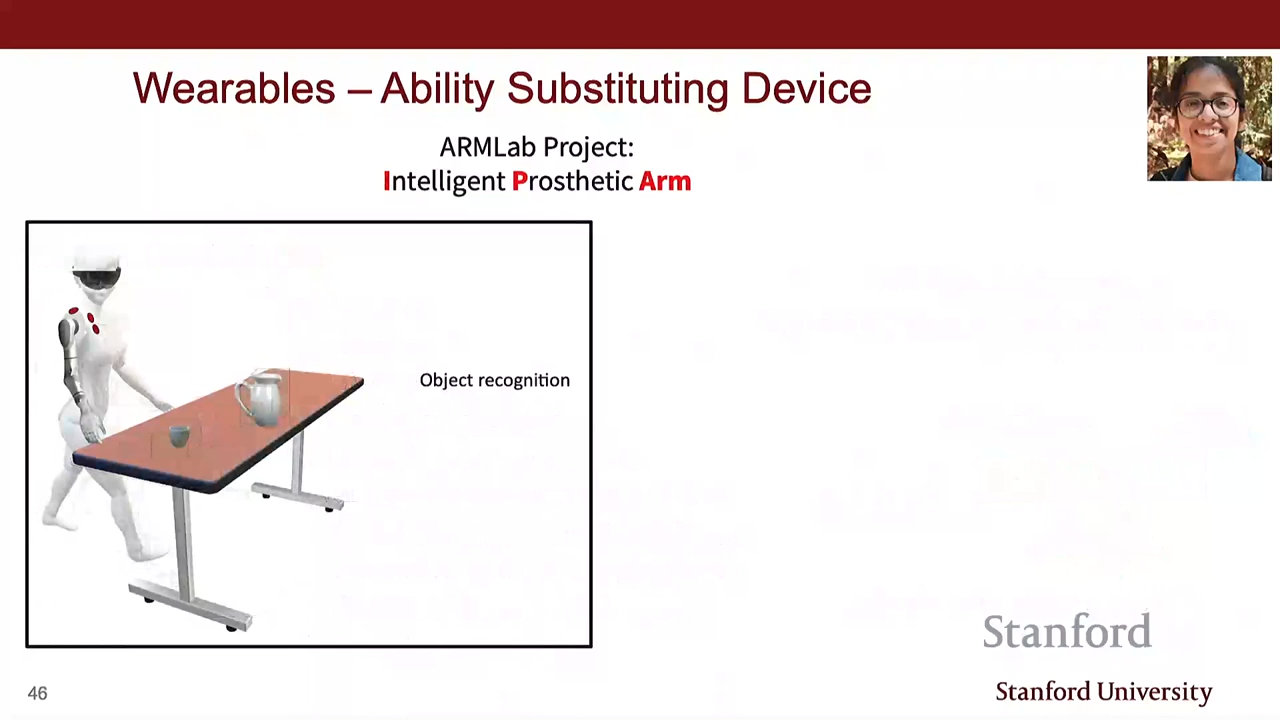 Wearables – Ability Substituting Device
ARMLab Project:
Intelligent Prosthetic Arm
Object recognition
Stanford
Stanford University
46